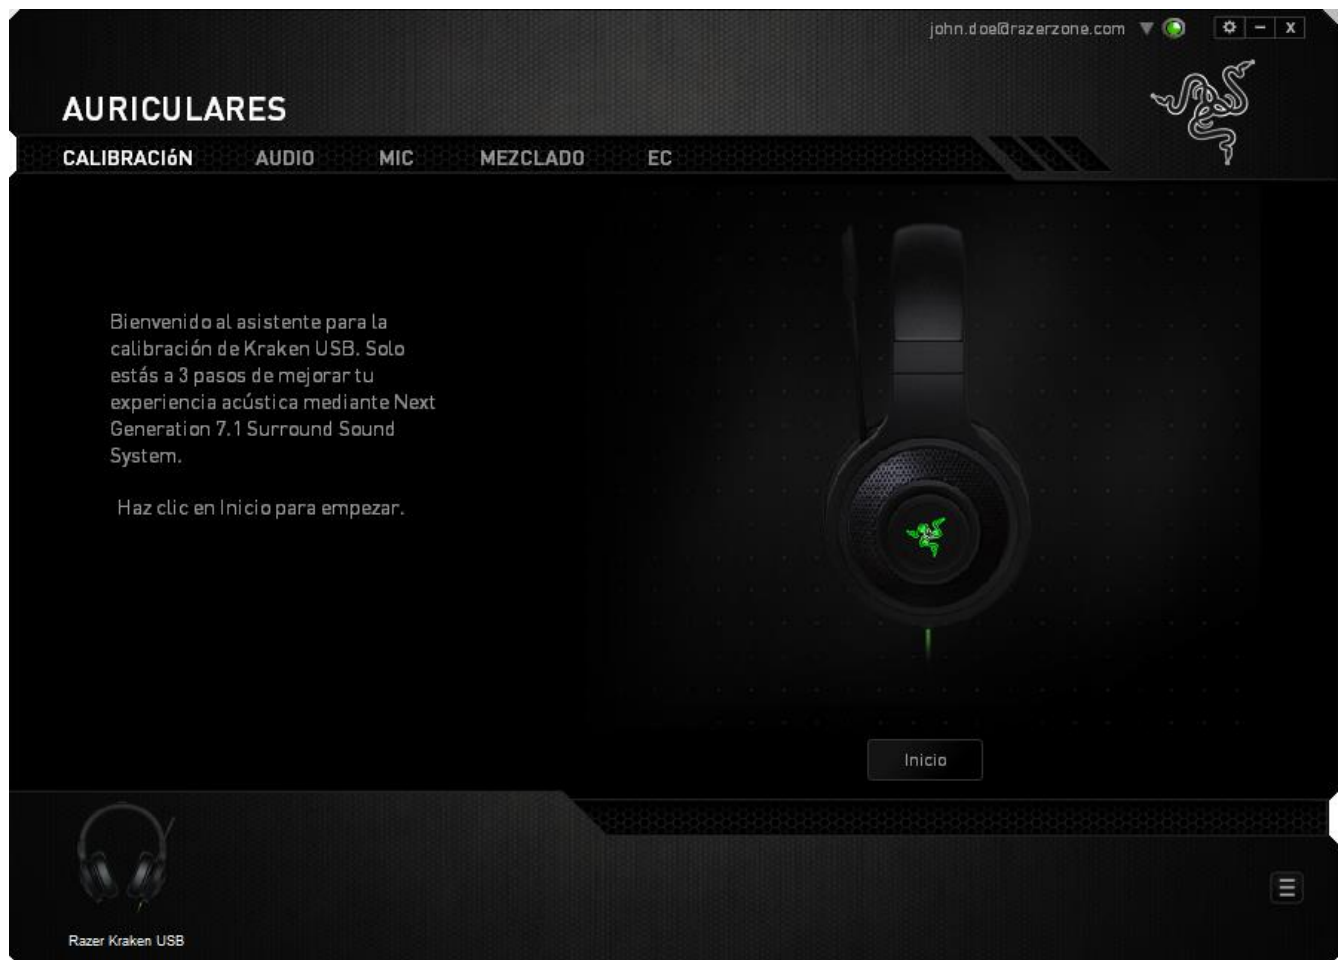 john.doe@razerzone.com
X
AURICULARES
CALIBRACIóN AUDIO MIC MEZCLADO EC
Bienvenido al asistente para la
calibración de Kraken USB. Solo
estás a 3 pasos de mejorar tu
experiencia acústica mediante Next
Generation 7.1 Surround Sound
System.
Haz clic en Inicio para empezar.
Inicio
Razer Kraken USB